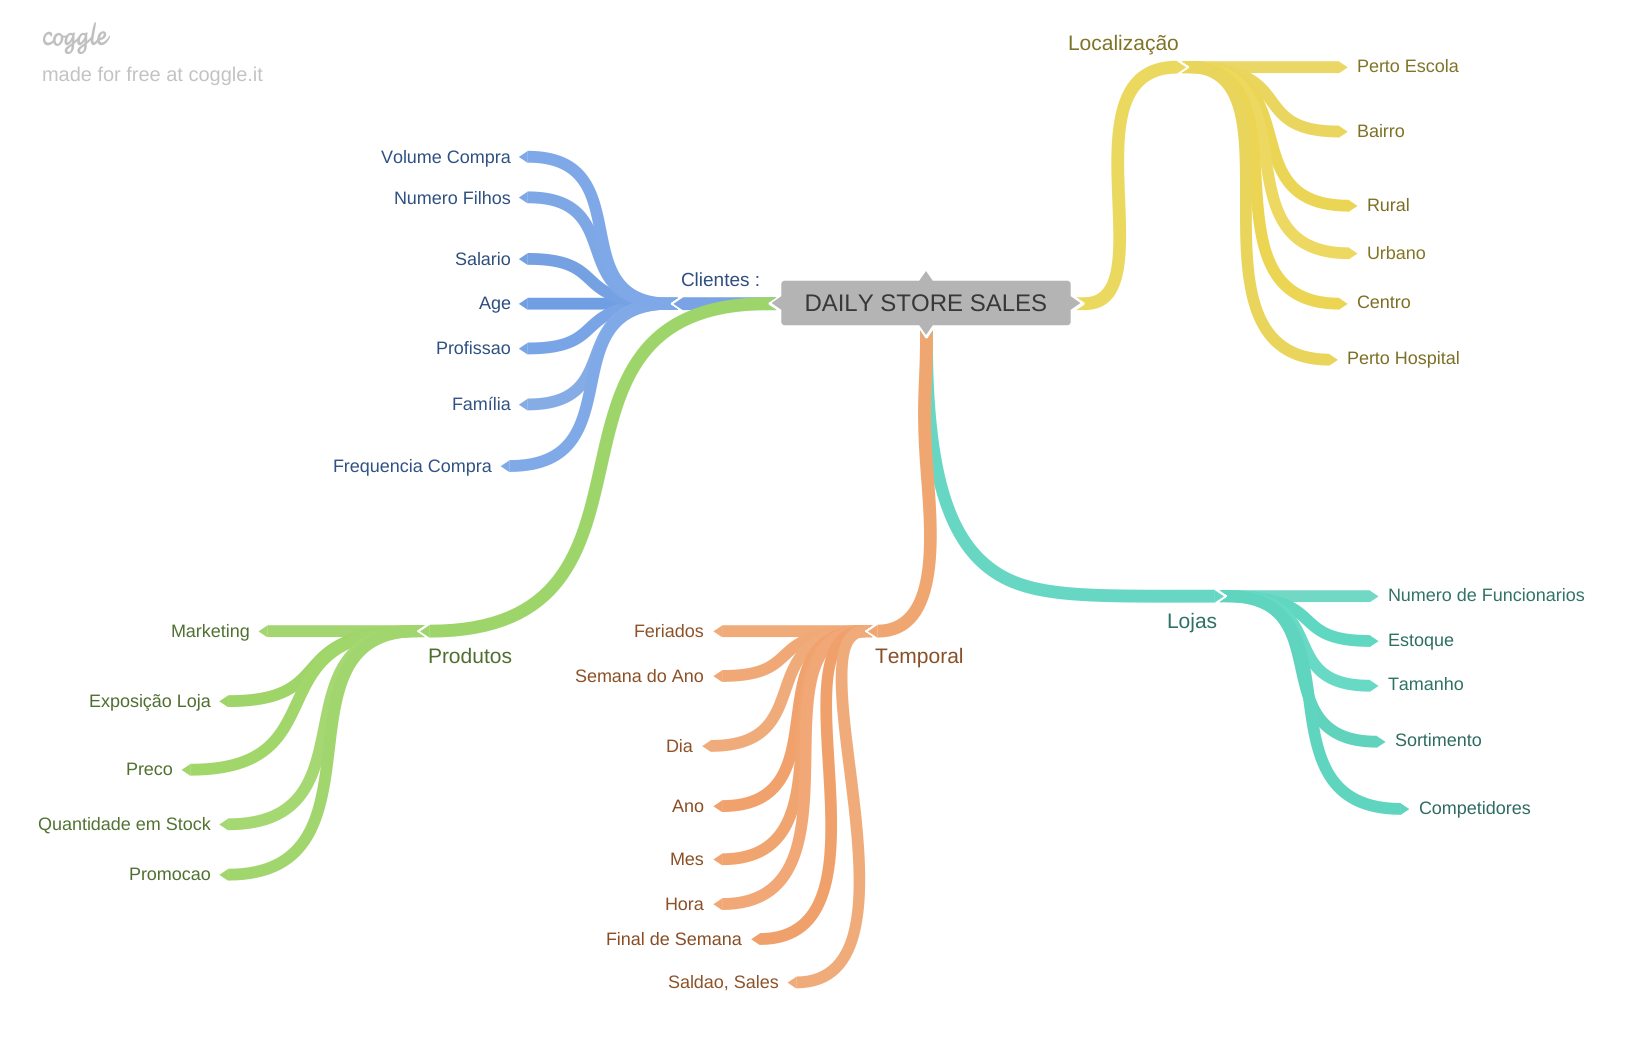 coggle
made for free at coggle.it
DAILY STORE SALES
Clientes :
Volume Compra
Numero Filhos
Salario
Age
Profissao
Família
Frequencia Compra
Localização
Perto Escola
Bairro
Rural
Urbano
Centro
Perto Hospital
Produtos
Marketing
Exposição Loja
Preco
Quantidade em Stock
Promocao
Temporal
Feriados
Semana do Ano
Dia
Ano
Mes
Hora
Final de Semana
Saldao, Sales
Lojas
Numero de Funcionarios
Estoque
Tamanho
Sortimento
Competidores